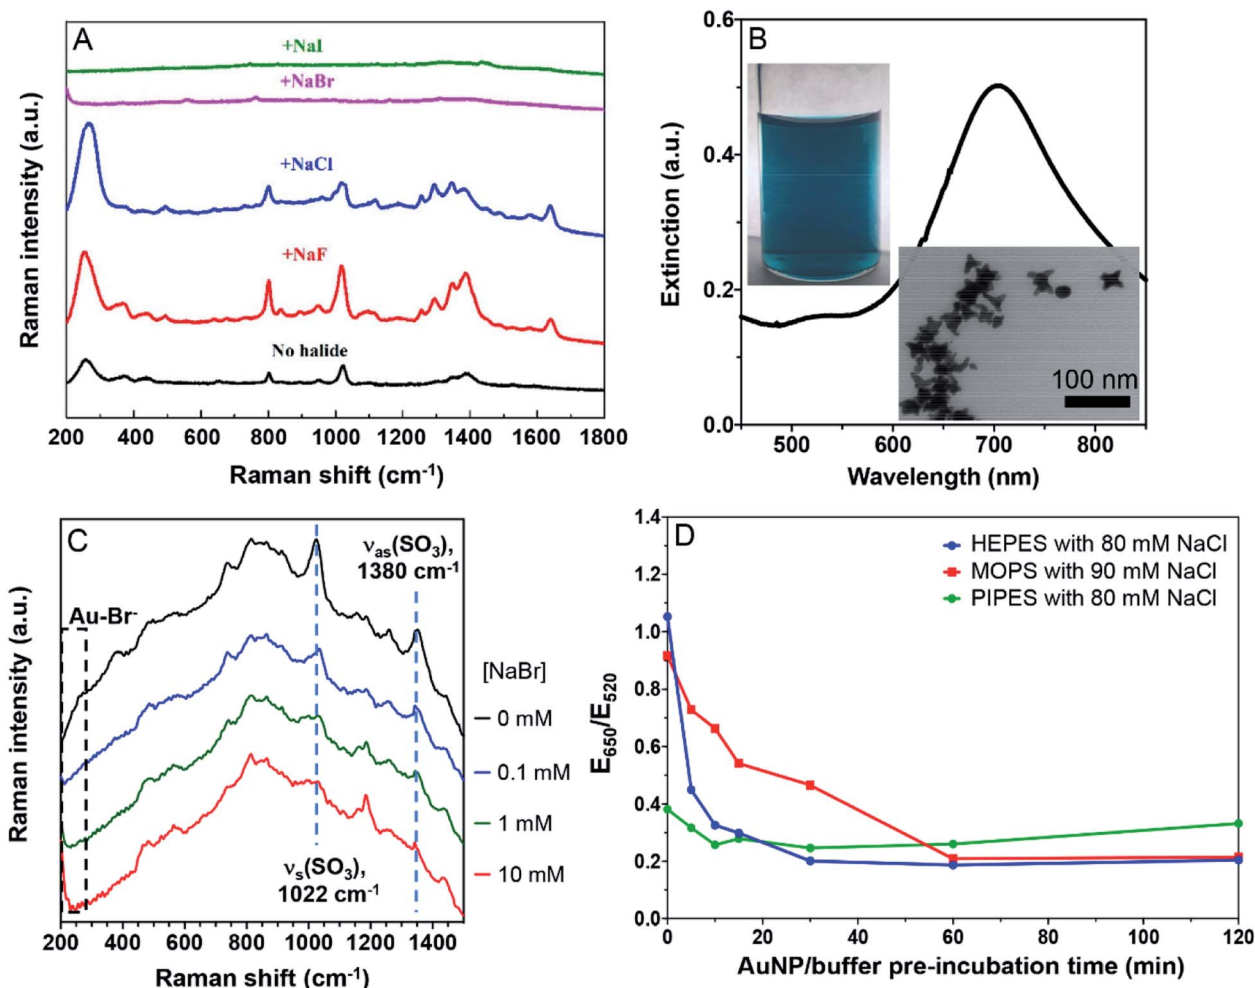 A
+NaI
+NaBr
+NaCl
+NaF
No halide
Raman intensity (a.u.)
200 400 600 800 1000 1200 1400 1600 1800
Raman shift (cm⁻¹)
B
0.6
0.4
0.2
0.0
Extinction (a.u.)
100 nm
500 600 700 800
Wavelength (nm)
C
νas(SO₃),
1380 cm⁻¹
Au-Br⁻
[NaBr]
0 mM
0.1 mM
1 mM
10 mM
νs(SO₃),
1022 cm⁻¹
Raman intensity (a.u.)
200 400 600 800 1000 1200 1400
Raman shift (cm⁻¹)
D
HEPES with 80 mM NaCl
MOPS with 90 mM NaCl
PIPES with 80 mM NaCl
1.4
1.2
1.0
0.8
0.6
0.4
0.2
0.0
E₆₅₀/E₅₂₀
0 20 40 60 80 100 120
AuNP/buffer pre-incubation time (min)